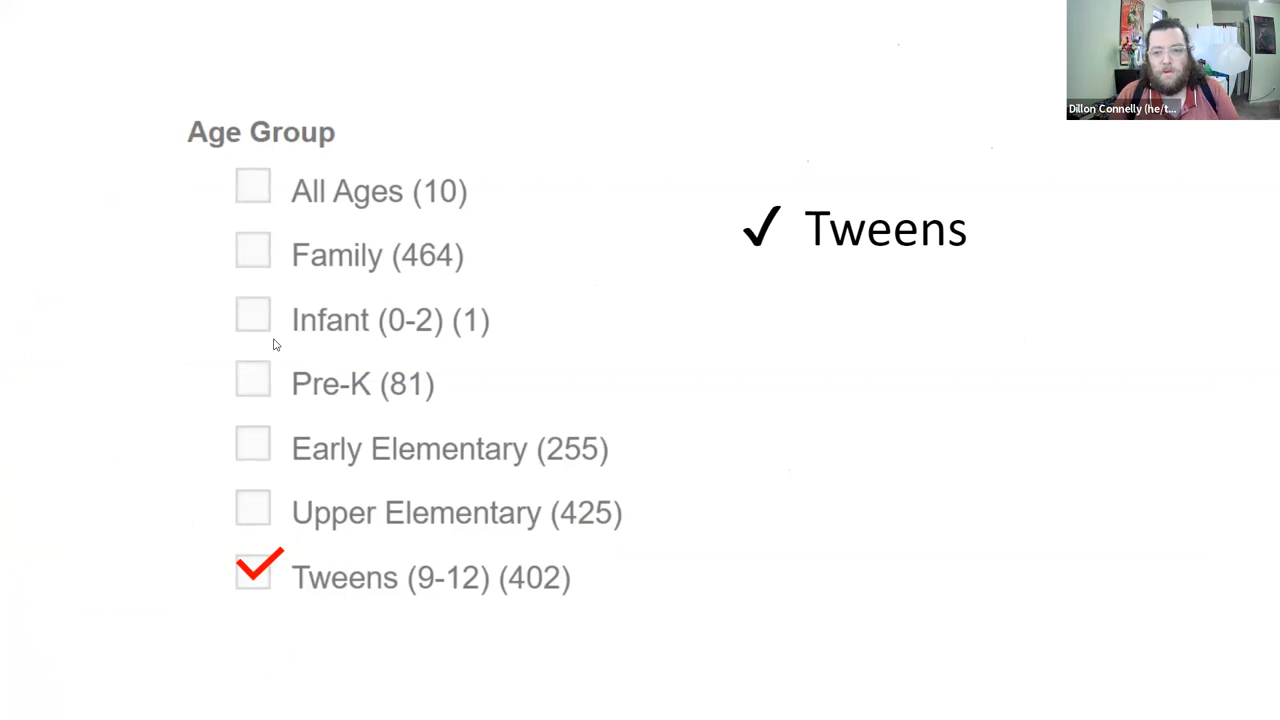 Dillon Connelly (he/t...
Age Group
All Ages (10)
✓ Tweens
Family (464)
Infant (0-2) (1)
Pre-K (81)
Early Elementary (255)
Upper Elementary (425)
Tweens (9-12) (402)